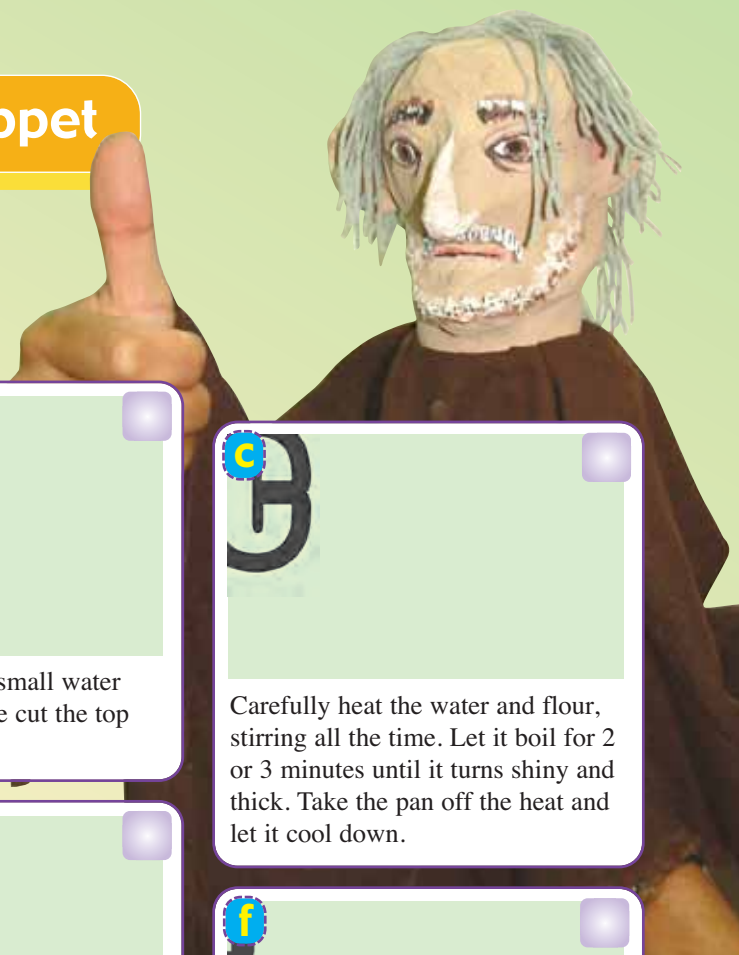 ppet
small water
cut the top
c
Carefully heat the water and flour,
stirring all the time. Let it boil for 2
or 3 minutes until it turns shiny and
thick. Take the pan off the heat and
let it cool down.
f